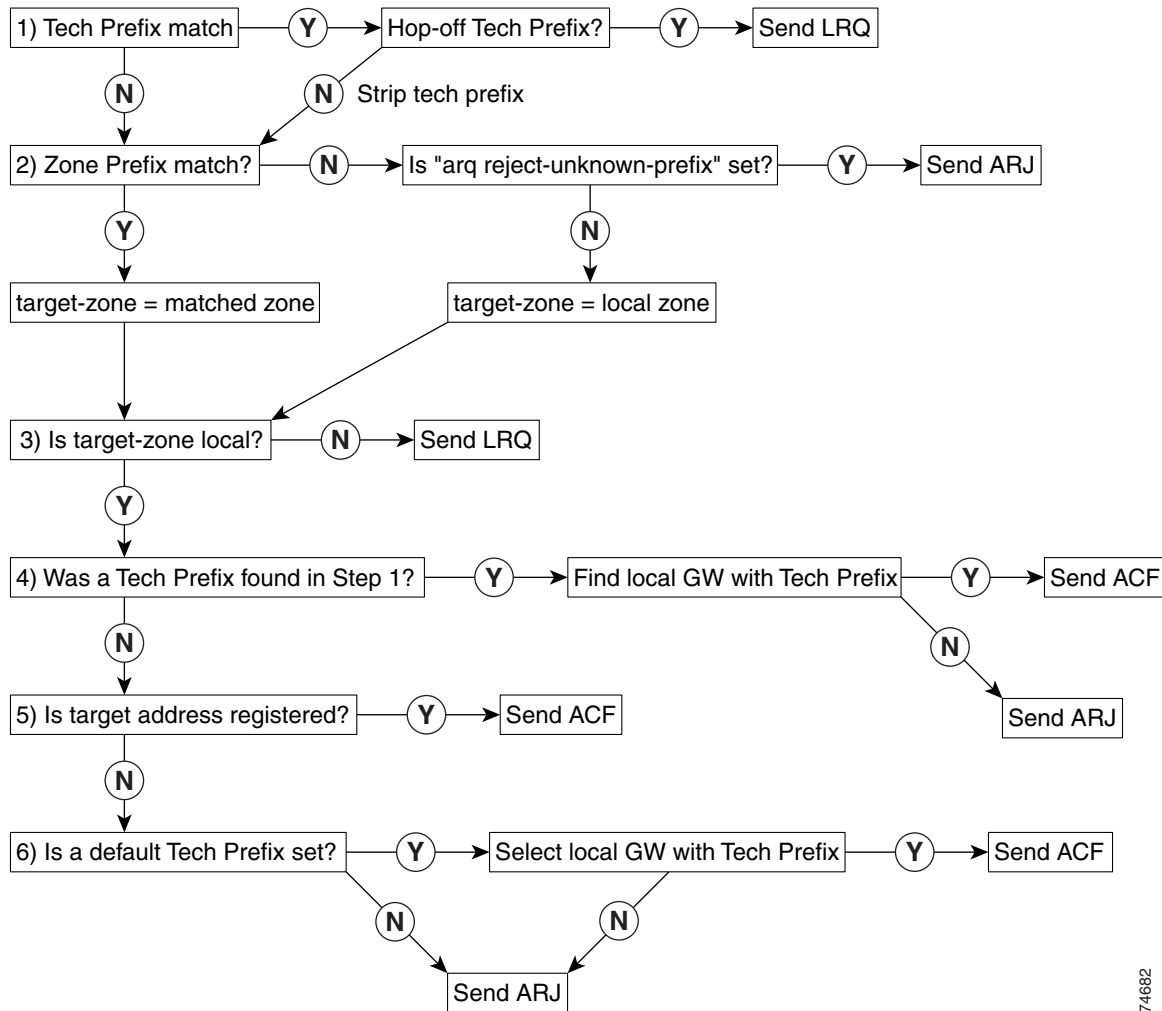 1) Tech Prefix match
Y
Hop-off Tech Prefix?
Y
Send LRQ
N
N
Strip tech prefix
2) Zone Prefix match?
N
Is "arq reject-unknown-prefix" set?
Y
Send ARJ
Y
N
target-zone = matched zone
target-zone = local zone
3) Is target-zone local?
N
Send LRQ
Y
4) Was a Tech Prefix found in Step 1?
Y
Find local GW with Tech Prefix
Y
Send ACF
N
N
5) Is target address registered?
Y
Send ACF
Send ARJ
N
6) Is a default Tech Prefix set?
Y
Select local GW with Tech Prefix
Y
Send ACF
N
N
Send ARJ
74682